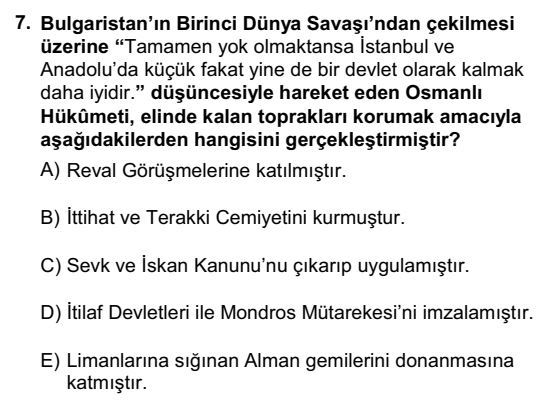 7. Bulgaristan’ın Birinci Dünya Savaşı’ndan çekilmesi
üzerine “Tamamen yok olmaktansa İstanbul ve
Anadolu’da küçük fakat yine de bir devlet olarak kalmak
daha iyidir.” düşüncesiyle hareket eden Osmanlı
Hükûmeti, elinde kalan toprakları korumak amacıyla
aşağıdakilerden hangisini gerçekleştirmiştir?
A) Reval Görüşmelerine katılmıştır.
B) İttihat ve Terakki Cemiyetini kurmuştur.
C) Sevk ve İskan Kanunu’nu çıkarıp uygulamıştır.
D) İtilaf Devletleri ile Mondros Mütarekesi’ni imzalamıştır.
E) Limanlarına sığınan Alman gemilerini donanmasına
katmıştır.